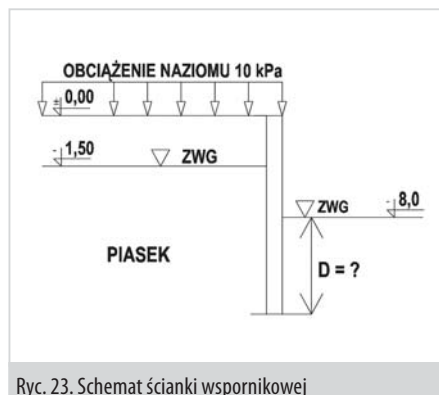 OBCIĄŻENIE NAZIOMU 10 kPa
± 0,00
- 1,50
ZWG
ZWG
- 8,0
PIASEK
D = ?
Ryc. 23. Schemat ścianki wspornikowej